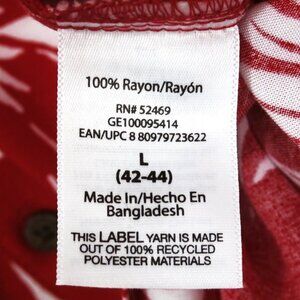 100% Rayon/Rayón
RN# 52469
GE100095414
EAN/UPC 8 80979723622
L
(42-44)
Made In/Hecho En
Bangladesh
THIS LABEL YARN IS MADE
OUT OF 100% RECYCLED
POLYESTER MATERIALS